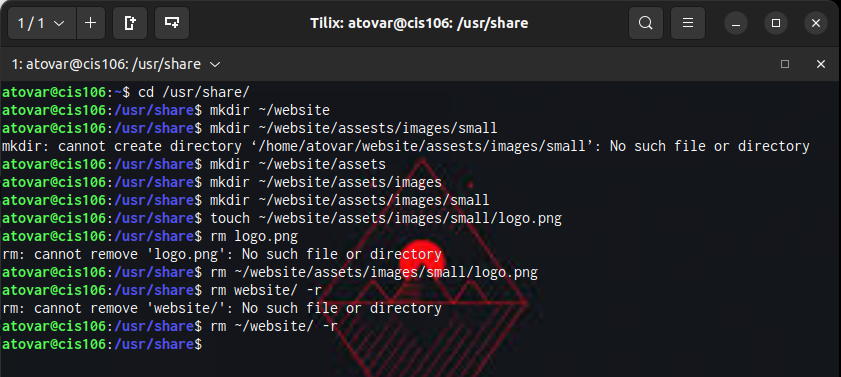 1 / 1
Tilix: atovar@cis106: /usr/share
1: atovar@cis106: /usr/share
atovar@cis106:~$ cd /usr/share/
atovar@cis106:/usr/share$ mkdir ~/website
atovar@cis106:/usr/share$ mkdir ~/website/assests/images/small
mkdir: cannot create directory ‘/home/atovar/website/assests/images/small’: No such file or directory
atovar@cis106:/usr/share$ mkdir ~/website/assets
atovar@cis106:/usr/share$ mkdir ~/website/assets/images
atovar@cis106:/usr/share$ mkdir ~/website/assets/images/small
atovar@cis106:/usr/share$ touch ~/website/assets/images/small/logo.png
atovar@cis106:/usr/share$ rm logo.png
rm: cannot remove 'logo.png': No such file or directory
atovar@cis106:/usr/share$ rm ~/website/assets/images/small/logo.png
atovar@cis106:/usr/share$ rm website/ -r
rm: cannot remove 'website/': No such file or directory
atovar@cis106:/usr/share$ rm ~/website/ -r
atovar@cis106:/usr/share$